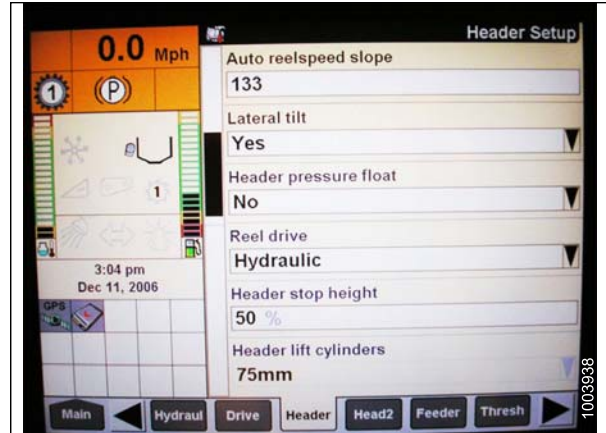 0.0 Mph
Header Setup
1
(P)
Auto reelspeed slope
133
Lateral tilt
Yes
1
Header pressure float
No
Reel drive
Hydraulic
3:04 pm
Dec 11, 2006
GPS
Header stop height
50 %
Header lift cylinders
75mm
Main
Hydraul
Drive
Header
Head2
Feeder
Thresh
1003938